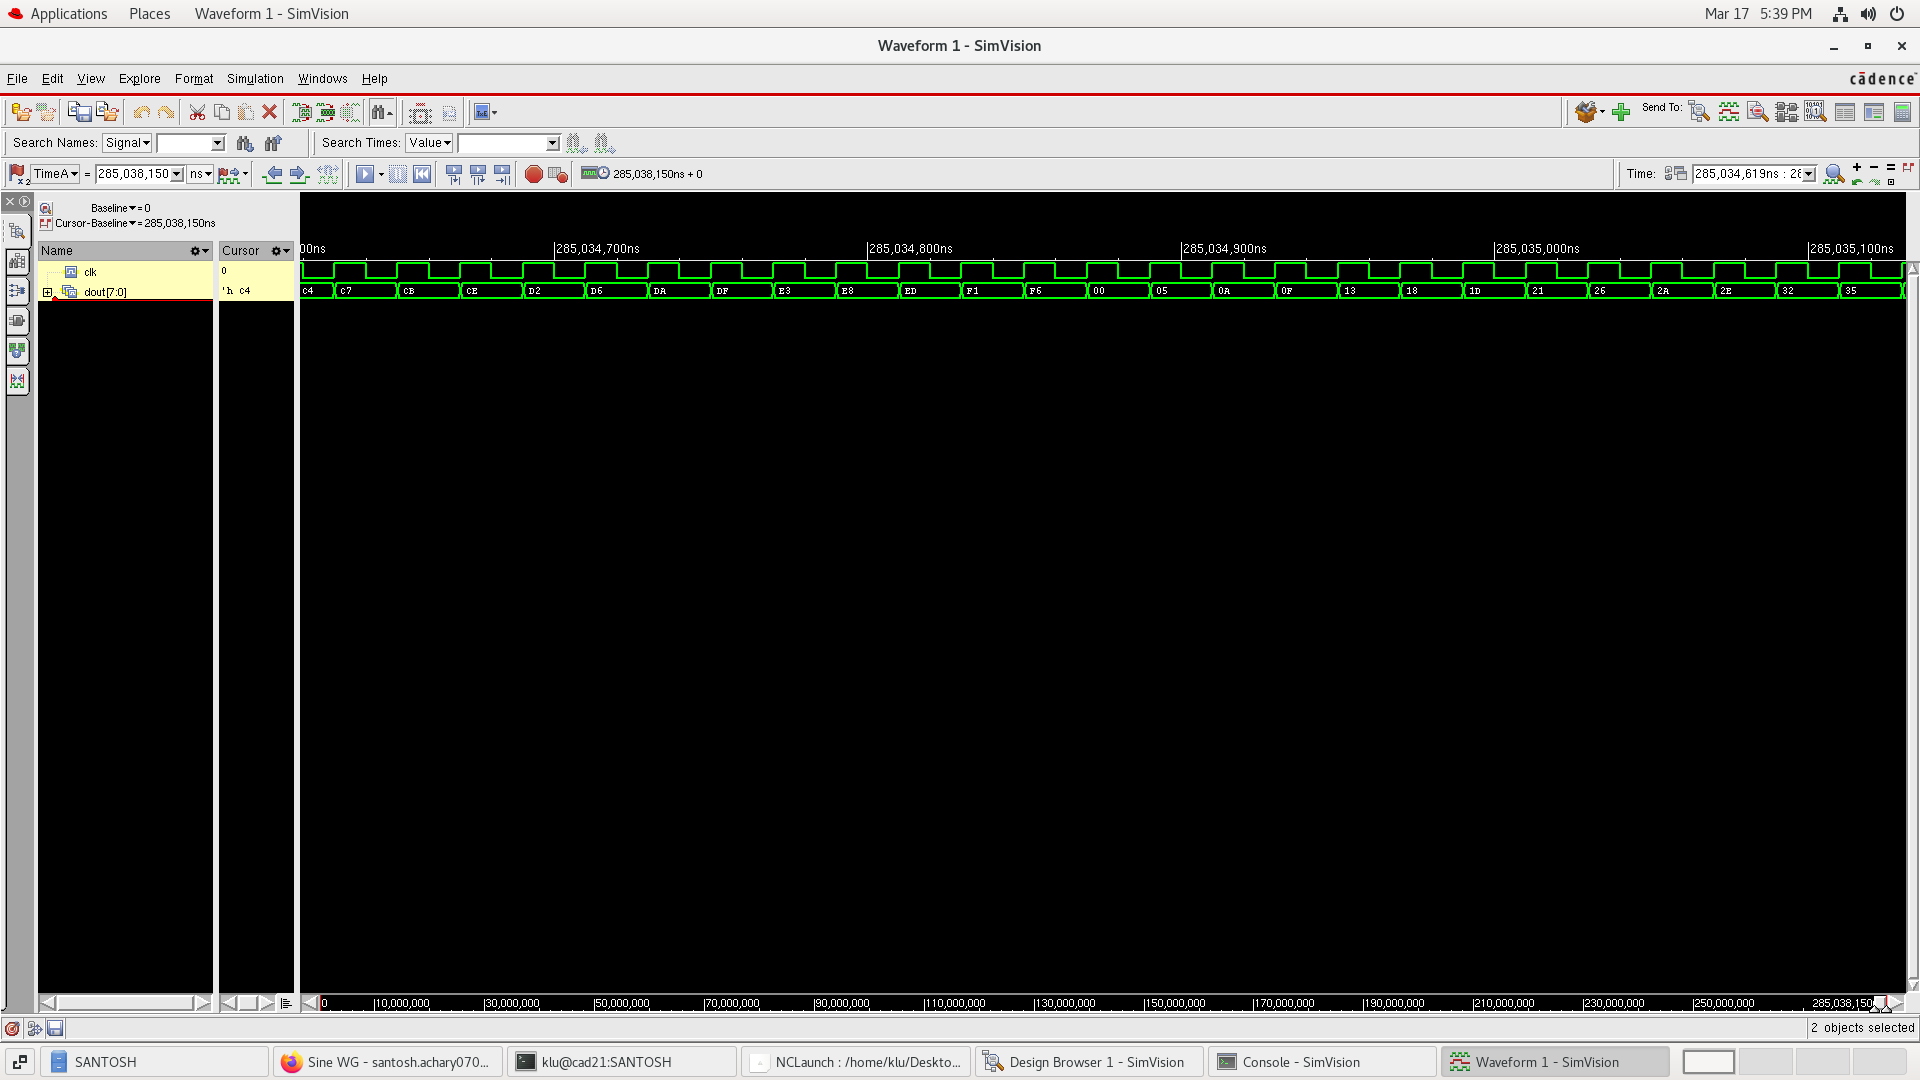 Applications Places Waveform 1 - SimVision Mar 17 5:39 PM
Waveform 1 - SimVision
File Edit View Explore Format Simulation Windows Help cādence
Send To:
Search Names: Signal Search Times: Value
TimeA = 285,038,150 ns 285,038,150ns + 0 Time: 285,034,619ns : 28
Baseline = 0
Cursor-Baseline = 285,038,150ns
Name Cursor 00ns 285,034,700ns 285,034,800ns 285,034,900ns 285,035,000ns 285,035,100ns
clk 0
dout[7:0] 'h C4 C4 C7 CB CE D2 D6 DA DF E3 E8 ED F1 F6 00 05 0A 0F 13 18 1D 21 26 2A 2E 32 35
0 10,000,000 30,000,000 50,000,000 70,000,000 90,000,000 110,000,000 130,000,000 150,000,000 170,000,000 190,000,000 210,000,000 230,000,000 250,000,000 285,038,150
2 objects selected
SANTOSH Sine WG - santosh.achary070... klu@cad21:SANTOSH NCLaunch : /home/klu/Deskto... Design Browser 1 - SimVision Console - SimVision Waveform 1 - SimVision